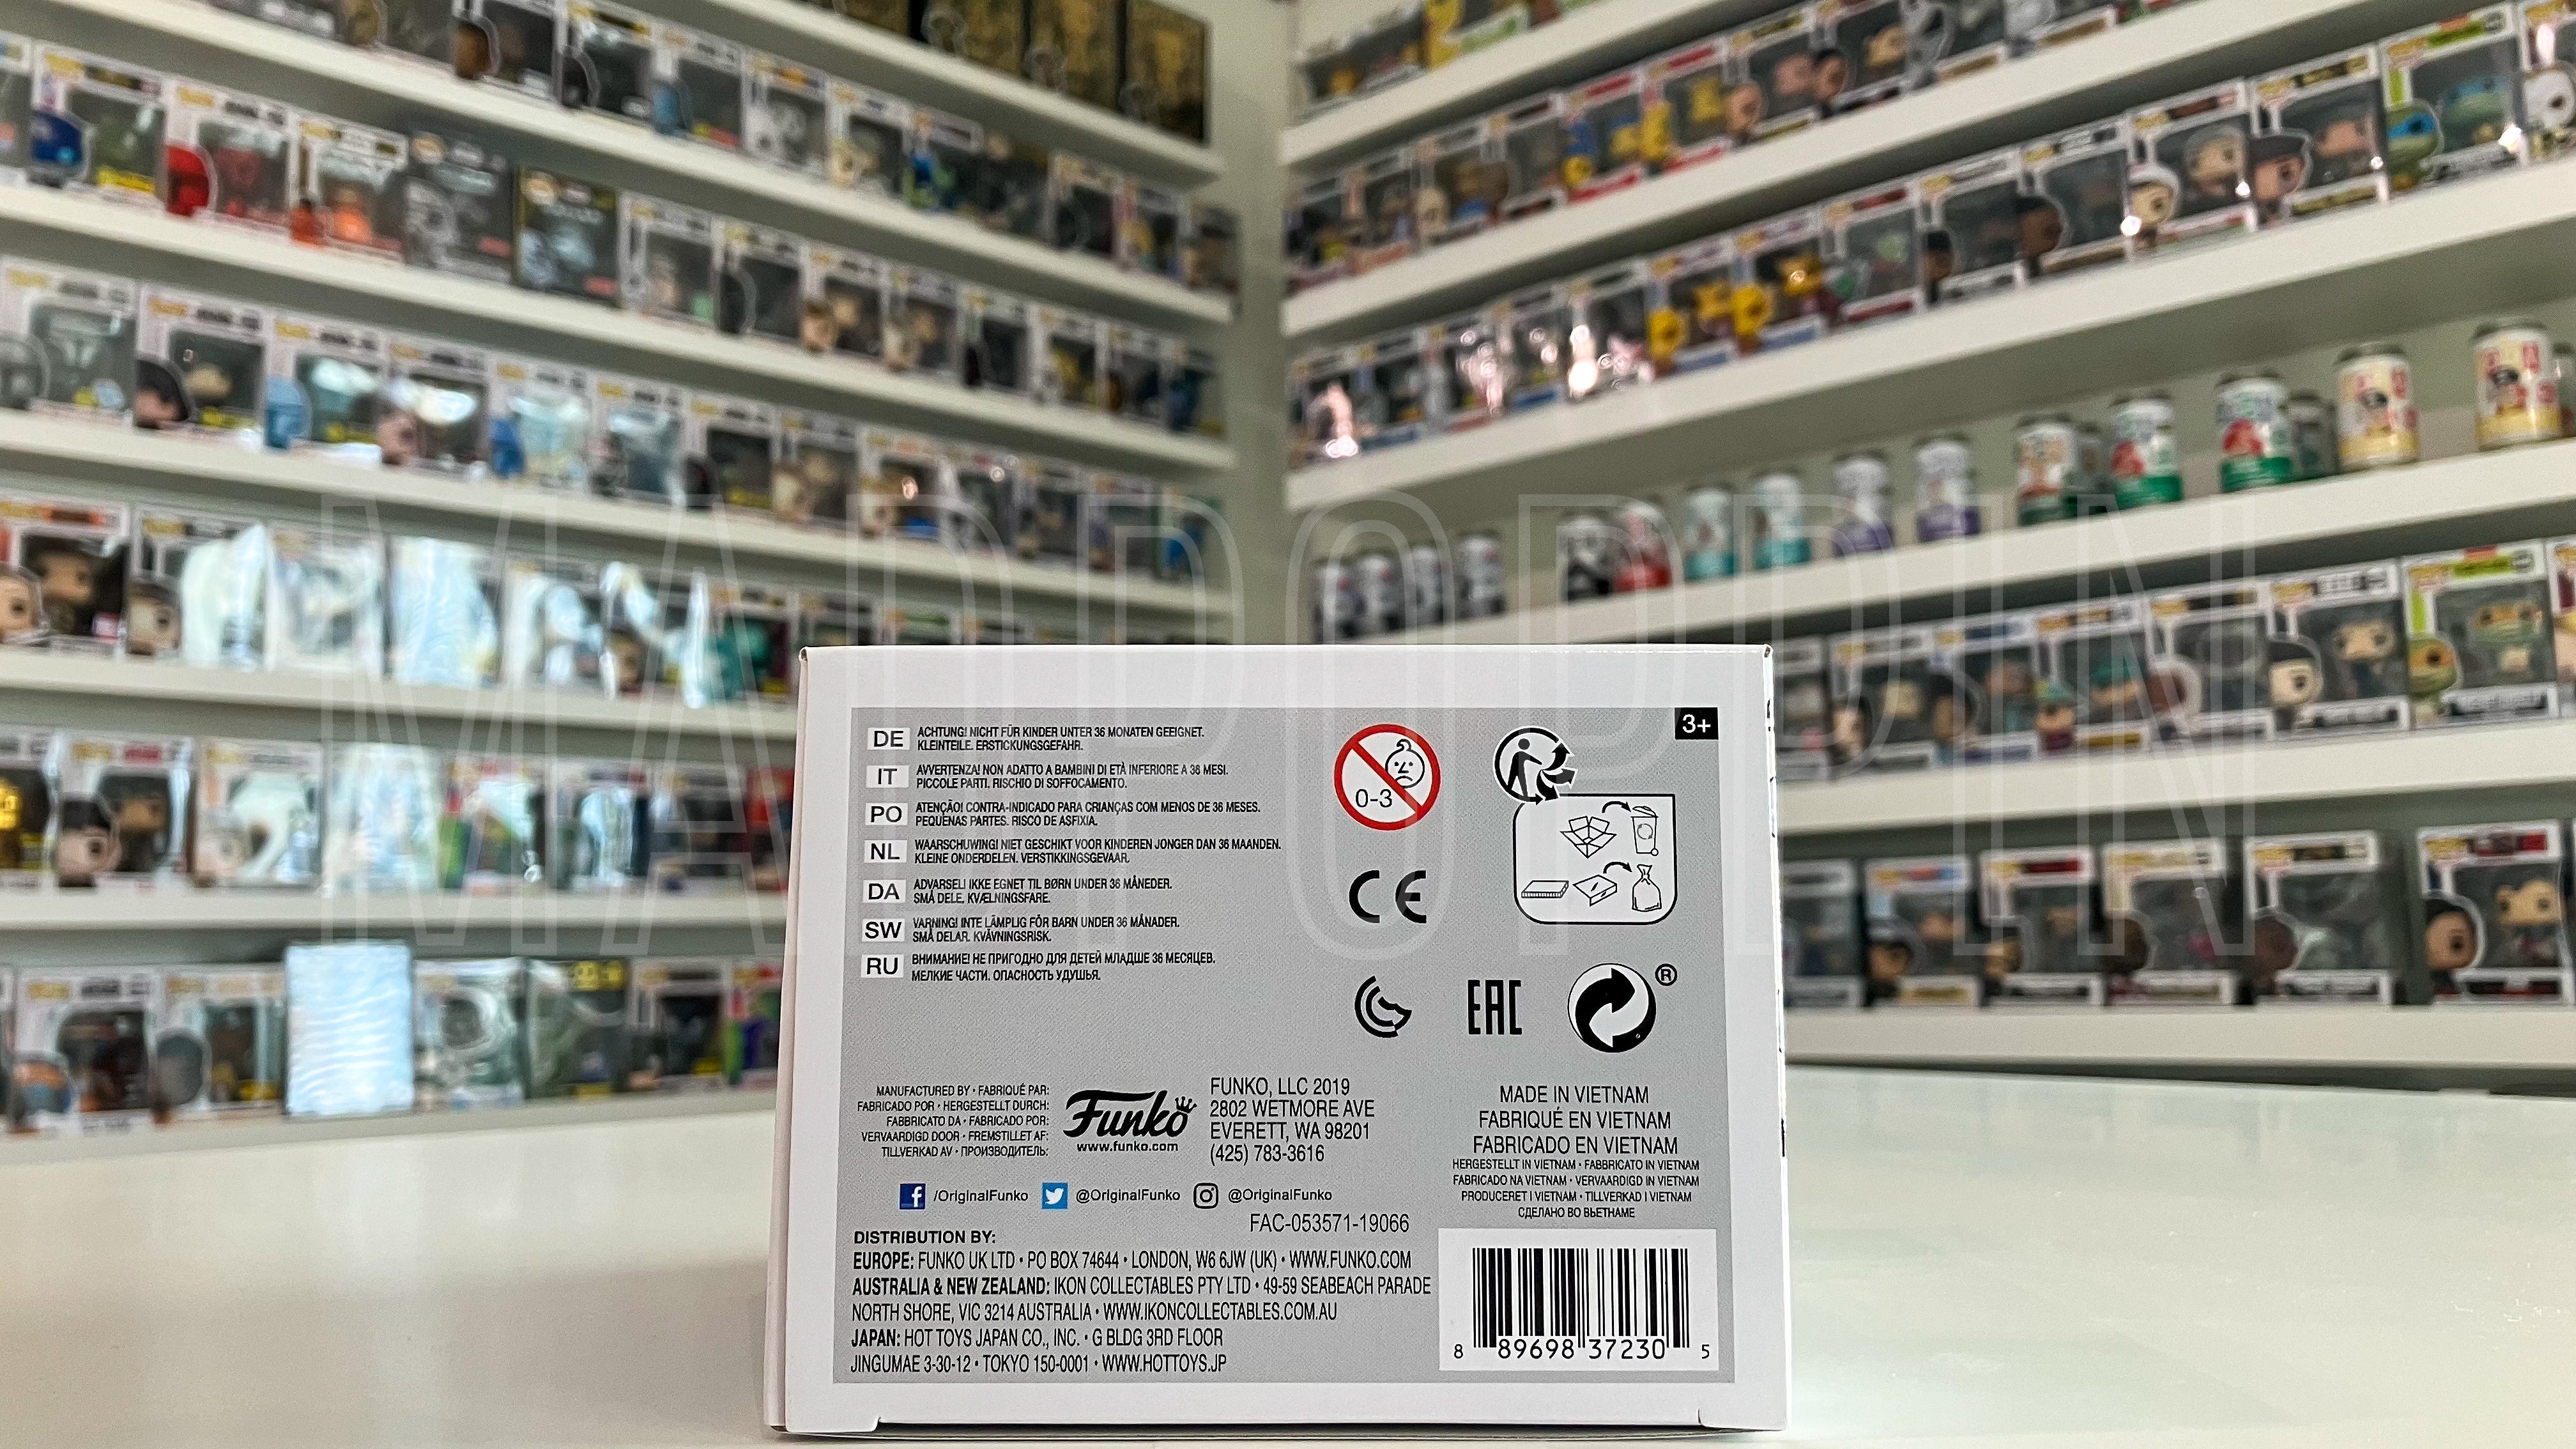 MADPOPPIN
3+
DE ACHTUNG! NICHT FÜR KINDER UNTER 36 MONATEN GEEIGNET.
KLEINTEILE. ERSTICKUNGSGEFAHR.
IT AVVERTENZA! NON ADATTO A BAMBINI DI ETÀ INFERIORE A 36 MESI.
PICCOLE PARTI. RISCHIO DI SOFFOCAMENTO.
PO ATENÇÃO! CONTRA-INDICADO PARA CRIANÇAS COM MENOS DE 36 MESES.
PEQUENAS PARTES. RISCO DE ASFIXIA.
NL WAARSCHUWING! NIET GESCHIKT VOOR KINDEREN JONGER DAN 36 MAANDEN.
KLEINE ONDERDELEN. VERSTIKKINGSGEVAAR.
DA ADVARSEL! IKKE EGNET TIL BØRN UNDER 36 MÅNEDER.
SMÅ DELE. KVÆLNINGSFARE.
SW VARNING! INTE LÄMPLIG FÖR BARN UNDER 36 MÅNADER.
SMÅ DELAR. KVÄVNINGSRISK.
RU ВНИМАНИЕ! НЕ ПРИГОДНО ДЛЯ ДЕТЕЙ МЛАДШЕ 36 МЕСЯЦЕВ.
МЕЛКИЕ ЧАСТИ. ОПАСНОСТЬ УДУШЬЯ.
0-3
CE
EAC
®
MANUFACTURED BY • FABRIQUÉ PAR:
FABRICADO POR • HERGESTELLT DURCH:
FABBRICATO DA • FABRICADO POR:
VERVAARDIGD DOOR • FREMSTILLET AF:
TILLVERKAD AV • ПРОИЗВОДИТЕЛЬ:
Funko
www.funko.com
FUNKO, LLC 2019
2802 WETMORE AVE
EVERETT, WA 98201
(425) 783-3616
MADE IN VIETNAM
FABRIQUÉ EN VIETNAM
FABRICADO EN VIETNAM
HERGESTELLT IN VIETNAM • FABBRICATO IN VIETNAM
FABRICADO NA VIETNAM • VERVAARDIGD IN VIETNAM
PRODUCERET I VIETNAM • TILLVERKAD I VIETNAM
СДЕЛАНО ВО ВЬЕТНАМЕ
/OriginalFunko @OriginalFunko @OriginalFunko
FAC-053571-19066
DISTRIBUTION BY:
EUROPE: FUNKO UK LTD • PO BOX 74644 • LONDON, W6 6JW (UK) • WWW.FUNKO.COM
AUSTRALIA & NEW ZEALAND: IKON COLLECTABLES PTY LTD • 49-59 SEABEACH PARADE
NORTH SHORE, VIC 3214 AUSTRALIA • WWW.IKONCOLLECTABLES.COM.AU
JAPAN: HOT TOYS JAPAN CO., INC. • G BLDG 3RD FLOOR
JINGUMAE 3-30-12 • TOKYO 150-0001 • WWW.HOTTOYS.JP
8 89698 37230 5